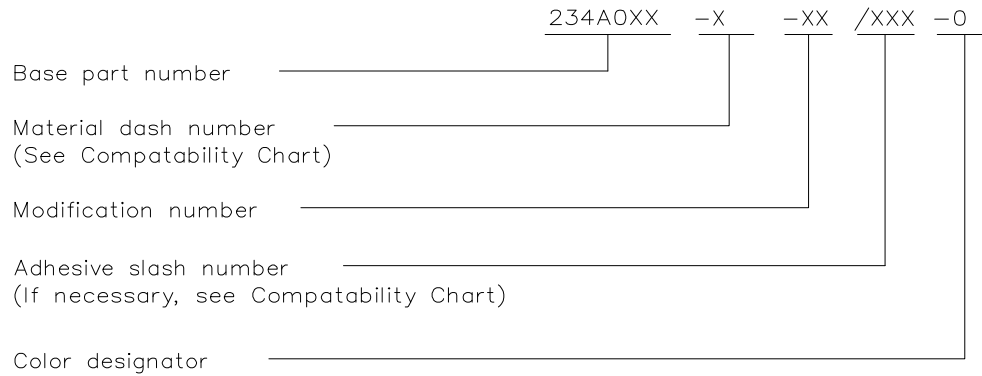 234A0XX -X -XX /XXX -0
Base part number
Material dash number
(See Compatability Chart)
Modification number
Adhesive slash number
(If necessary, see Compatability Chart)
Color designator